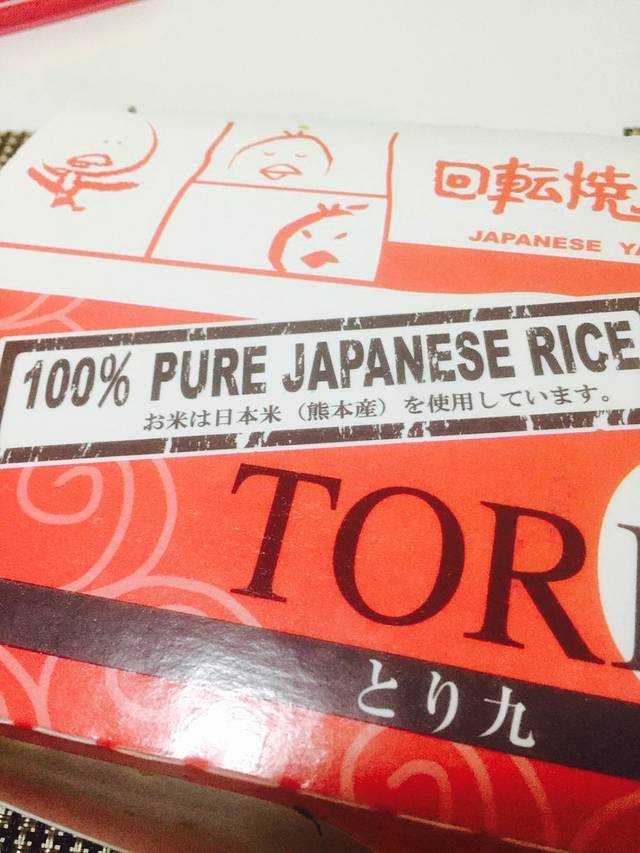 回転焼
JAPANESE YA
100% PURE JAPANESE RICE
お米は日本米（熊本産）を使用しています。
TOR
とり九